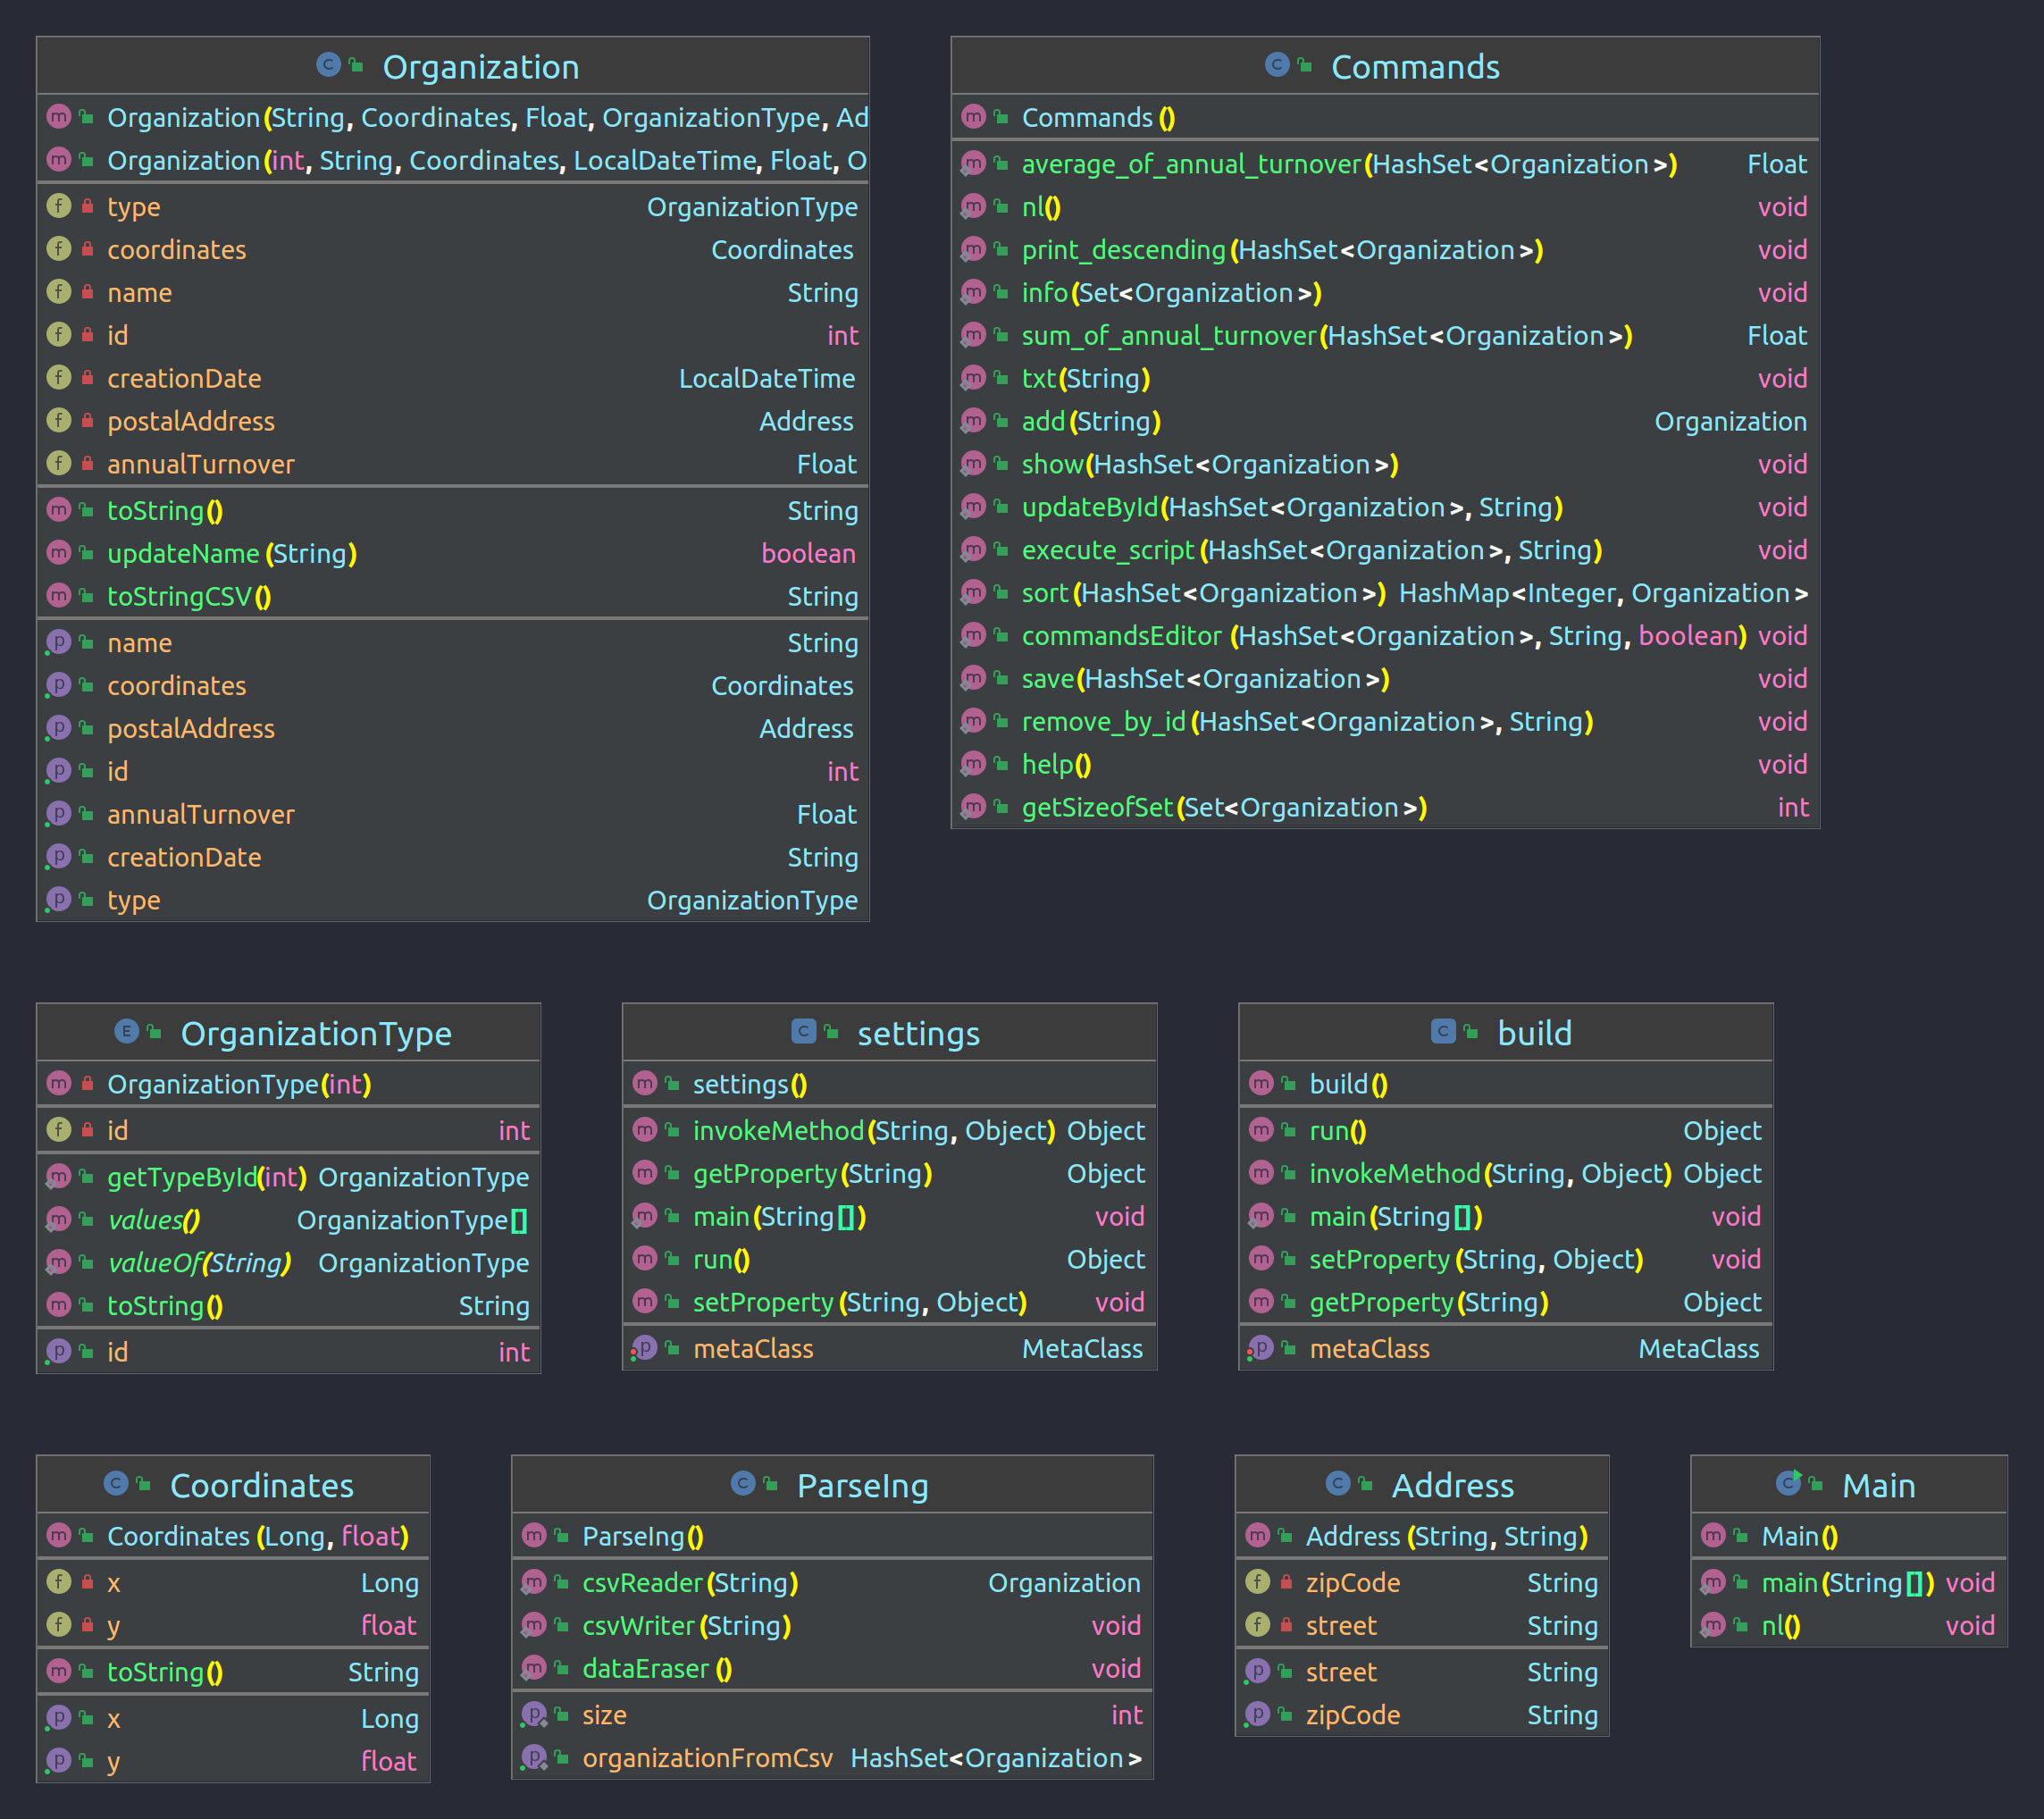 Organization
Organization(String, Coordinates, Float, OrganizationType, Ad
Organization(int, String, Coordinates, LocalDateTime, Float, O
type OrganizationType
coordinates Coordinates
name String
id int
creationDate LocalDateTime
postalAddress Address
annualTurnover Float
toString() String
updateName(String) boolean
toStringCSV() String
name String
coordinates Coordinates
postalAddress Address
id int
annualTurnover Float
creationDate String
type OrganizationType
Commands
Commands()
average_of_annual_turnover(HashSet<Organization>) Float
nl() void
print_descending(HashSet<Organization>) void
info(Set<Organization>) void
sum_of_annual_turnover(HashSet<Organization>) Float
txt(String) void
add(String) Organization
show(HashSet<Organization>) void
updateById(HashSet<Organization>, String) void
execute_script(HashSet<Organization>, String) void
sort(HashSet<Organization>) HashMap<Integer, Organization>
commandsEditor(HashSet<Organization>, String, boolean) void
save(HashSet<Organization>) void
remove_by_id(HashSet<Organization>, String) void
help() void
getSizeofSet(Set<Organization>) int
OrganizationType
OrganizationType(int)
id int
getTypeById(int) OrganizationType
values() OrganizationType[]
valueOf(String) OrganizationType
toString() String
id int
settings
settings()
invokeMethod(String, Object) Object
getProperty(String) Object
main(String[]) void
run() Object
setProperty(String, Object) void
metaClass MetaClass
build
build()
run() Object
invokeMethod(String, Object) Object
main(String[]) void
setProperty(String, Object) void
getProperty(String) Object
metaClass MetaClass
Coordinates
Coordinates(Long, float)
x Long
y float
toString() String
x Long
y float
ParseIng
ParseIng()
csvReader(String) Organization
csvWriter(String) void
dataEraser() void
size int
organizationFromCsv HashSet<Organization>
Address
Address(String, String)
zipCode String
street String
street String
zipCode String
Main
Main()
main(String[]) void
nl() void